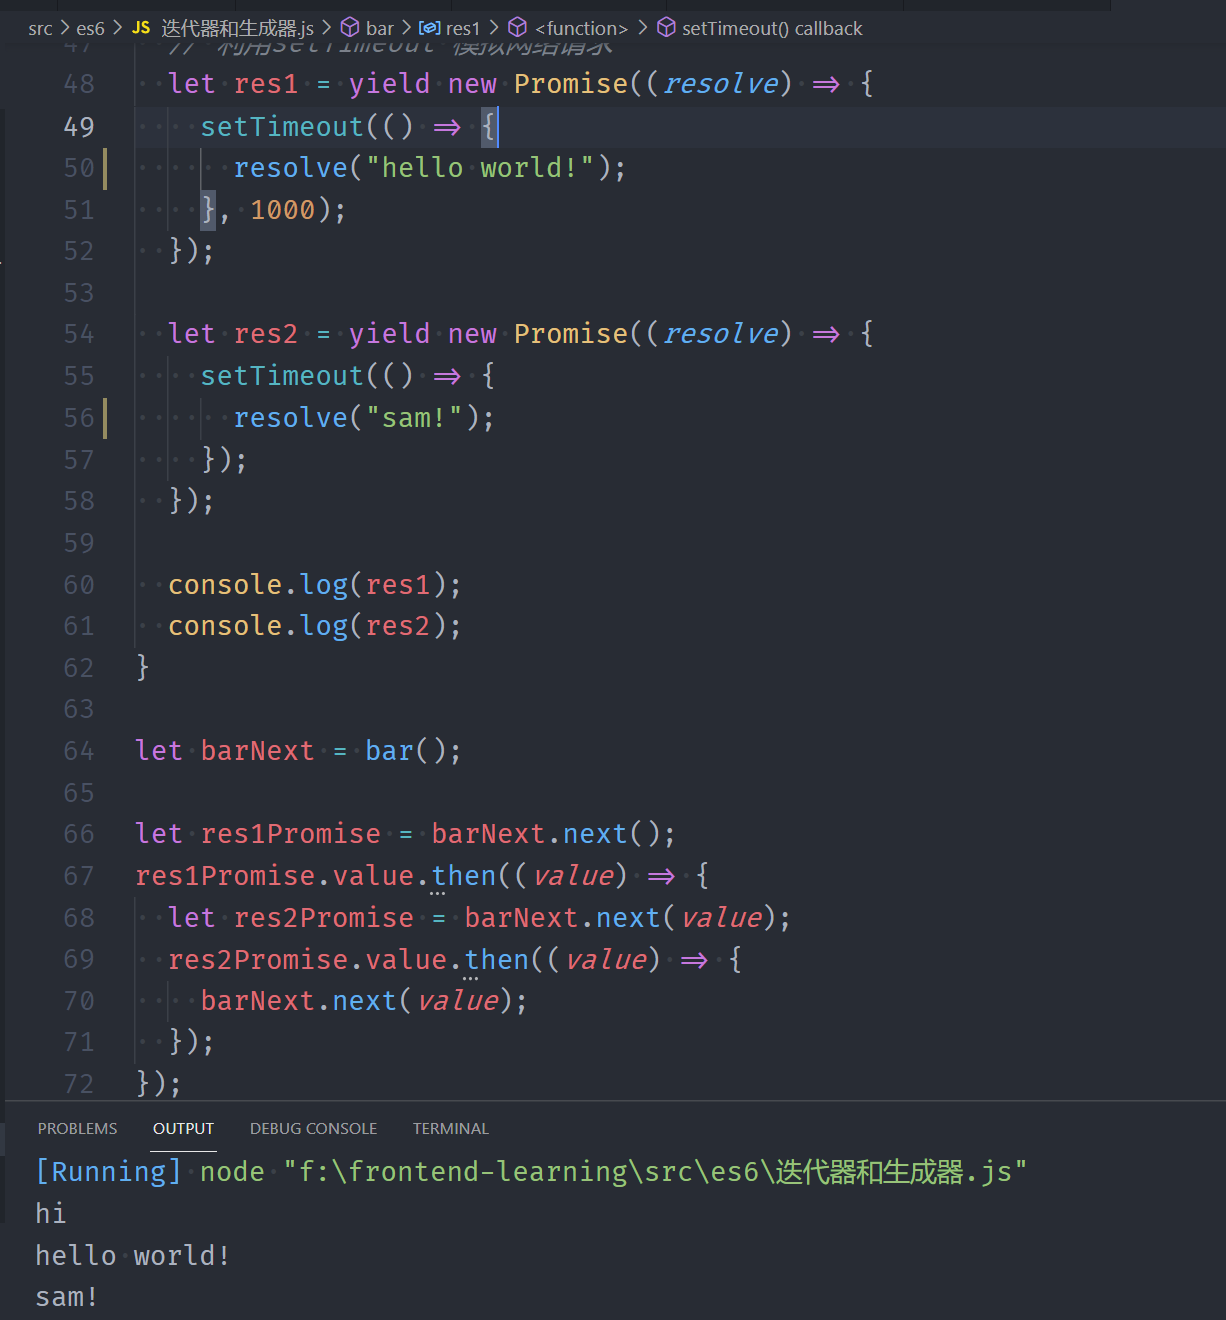 src > es6 > JS 迭代器和生成器.js > bar > res1 > <function> > setTimeout() callback
47 // 利用setTimeout 模拟网络请求
48 let res1 = yield new Promise((resolve) => {
49 setTimeout(() => {
50 resolve("hello world!");
51 }, 1000);
52 });
53
54 let res2 = yield new Promise((resolve) => {
55 setTimeout(() => {
56 resolve("sam!");
57 });
58 });
59
60 console.log(res1);
61 console.log(res2);
62 }
63
64 let barNext = bar();
65
66 let res1Promise = barNext.next();
67 res1Promise.value.then((value) => {
68 let res2Promise = barNext.next(value);
69 res2Promise.value.then((value) => {
70 barNext.next(value);
71 });
72 });
PROBLEMS OUTPUT DEBUG CONSOLE TERMINAL
[Running] node "f:\frontend-learning\src\es6\迭代器和生成器.js"
hi
hello world!
sam!